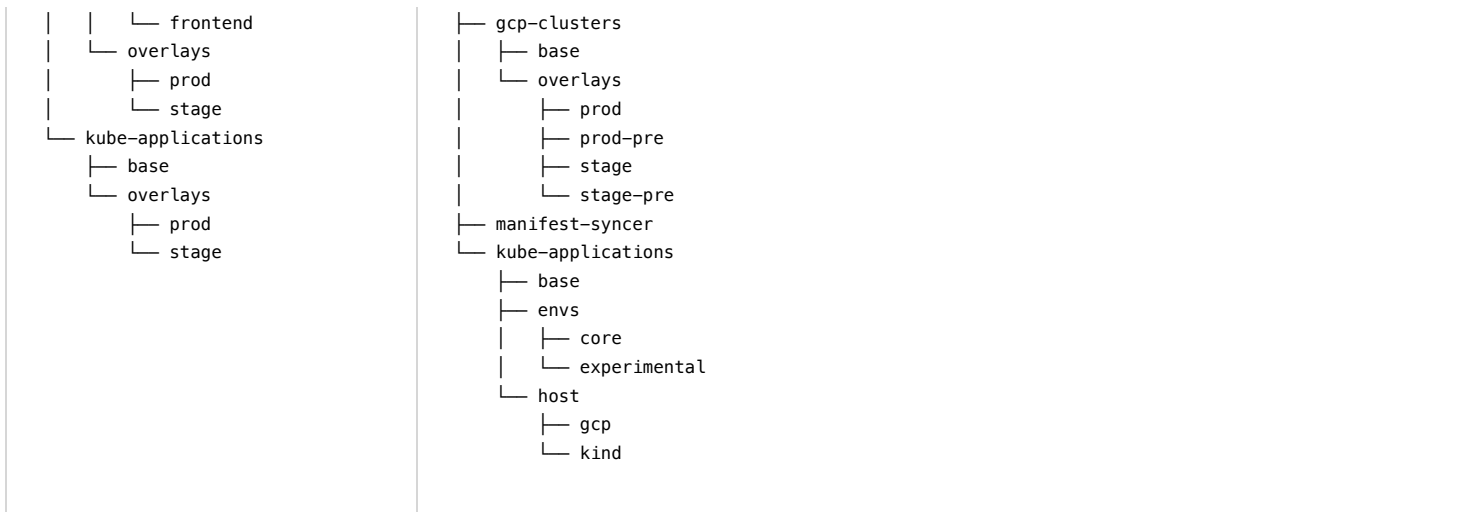 │   │   └── frontend
│   └── overlays
│       ├── prod
│       └── stage
└── kube-applications
    ├── base
    └── overlays
        ├── prod
        └── stage
├── gcp-clusters
│   ├── base
│   └── overlays
│       ├── prod
│       ├── prod-pre
│       ├── stage
│       └── stage-pre
├── manifest-syncer
└── kube-applications
    ├── base
    ├── envs
    │   ├── core
    │   └── experimental
    └── host
        ├── gcp
        └── kind